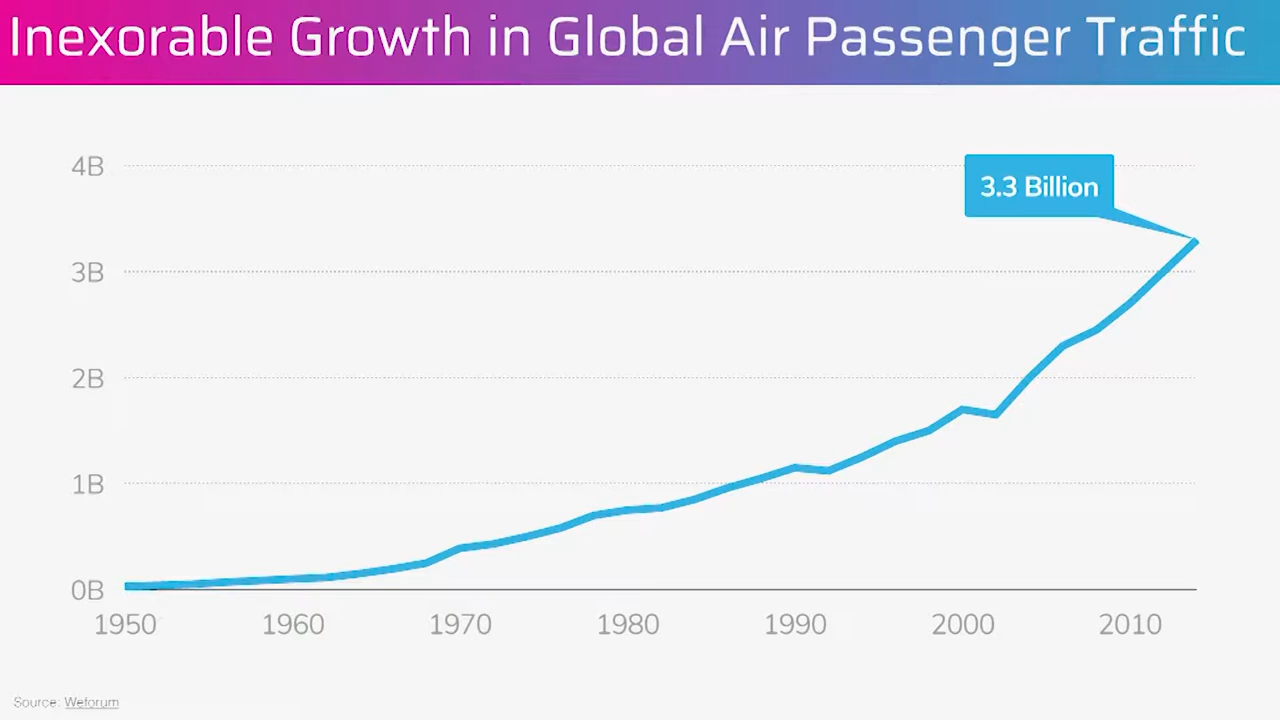 Inexorable Growth in Global Air Passenger Traffic
4B
3.3 Billion
3B
2B
1B
0B
1950 1960 1970 1980 1990 2000 2010
Source: Weforum